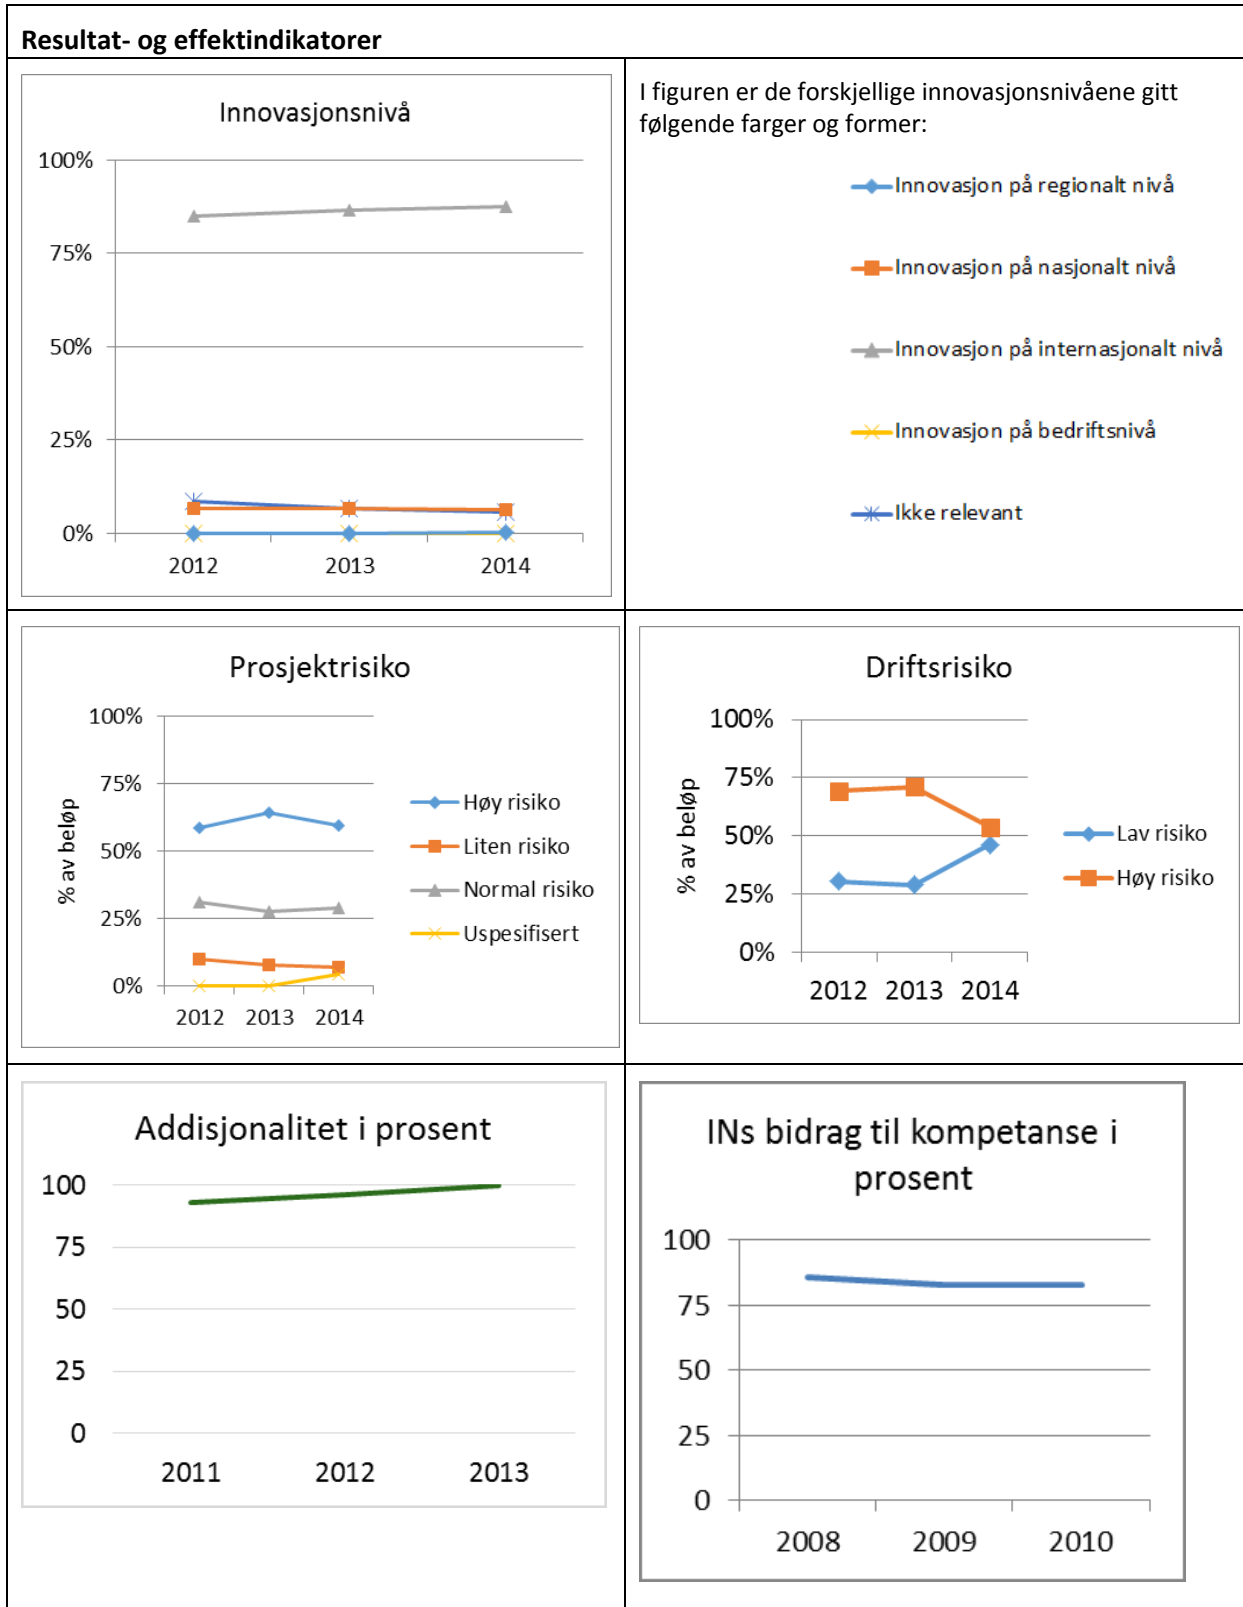 Resultat- og effektindikatorer
Innovasjonsnivå
100%
75%
50%
25%
0%
2012 2013 2014
I figuren er de forskjellige innovasjonsnivåene gitt
følgende farger og former:
Innovasjon på regionalt nivå
Innovasjon på nasjonalt nivå
Innovasjon på internasjonalt nivå
Innovasjon på bedriftsnivå
Ikke relevant
Prosjektrisiko
% av beløp
100%
75%
50%
25%
0%
2012 2013 2014
Høy risiko
Liten risiko
Normal risiko
Uspesifisert
Driftsrisiko
% av beløp
100%
75%
50%
25%
0%
2012 2013 2014
Lav risiko
Høy risiko
Addisjonalitet i prosent
100
75
50
25
0
2011 2012 2013
INs bidrag til kompetanse i
prosent
100
75
50
25
0
2008 2009 2010